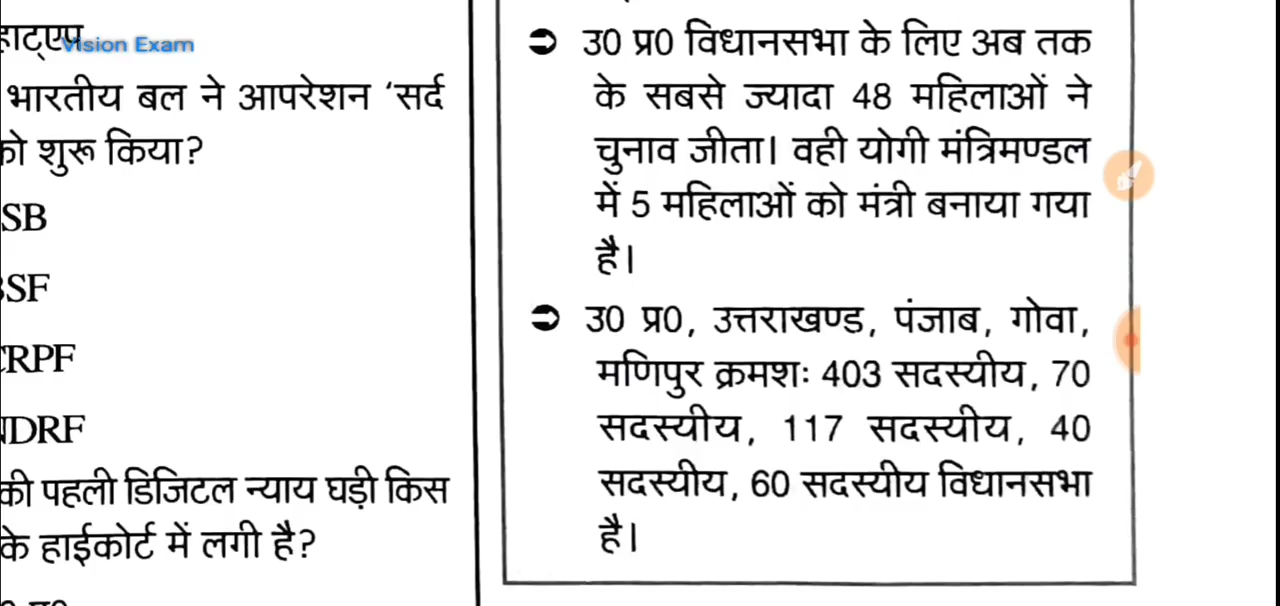 Vision Exam
भारतीय बल ने आपरेशन ‘सर्द
को शुरू किया?
SB
SF
RPF
NDRF
की पहली डिजिटल न्याय घड़ी किस
के हाईकोर्ट में लगी है?
➲ उ0 प्र0 विधानसभा के लिए अब तक
के सबसे ज्यादा 48 महिलाओं ने
चुनाव जीता। वही योगी मंत्रिमण्डल
में 5 महिलाओं को मंत्री बनाया गया
है।
➲ उ0 प्र0, उत्तराखण्ड, पंजाब, गोवा,
मणिपुर क्रमशः 403 सदस्यीय, 70
सदस्यीय, 117 सदस्यीय, 40
सदस्यीय, 60 सदस्यीय विधानसभा
है।